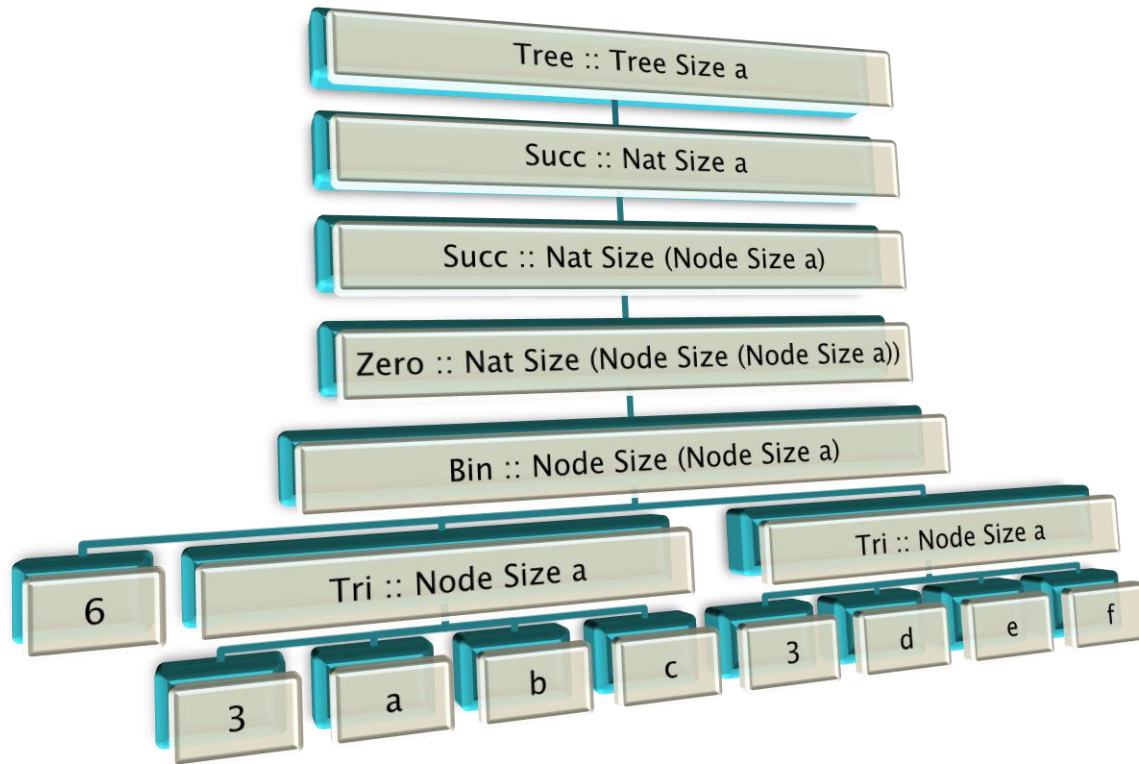 Tree :: Tree Size a
Succ :: Nat Size a
Succ :: Nat Size (Node Size a)
Zero :: Nat Size (Node Size (Node Size a))
Bin :: Node Size (Node Size a)
6
Tri :: Node Size a
Tri :: Node Size a
3
a
b
c
3
d
e
f